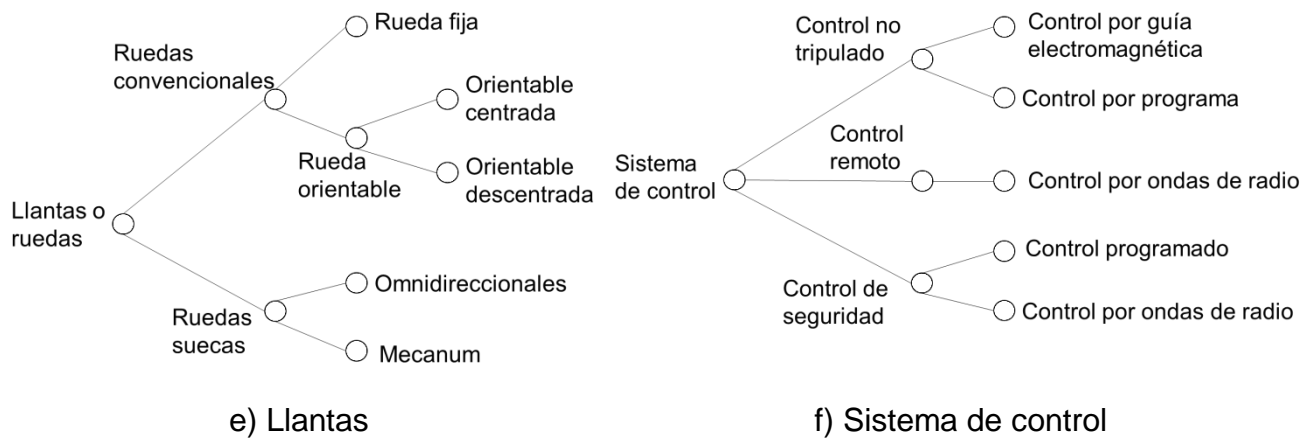 Rueda fija
Ruedas
convencionales
Orientable
centrada
Rueda
orientable
Orientable
descentrada
Llantas o
ruedas
Omnidireccionales
Ruedas
suecas
Mecanum
e) Llantas
Control no
tripulado
Control por guía
electromagnética
Control por programa
Control
remoto
Sistema
de control
Control por ondas de radio
Control programado
Control de
seguridad
Control por ondas de radio
f) Sistema de control